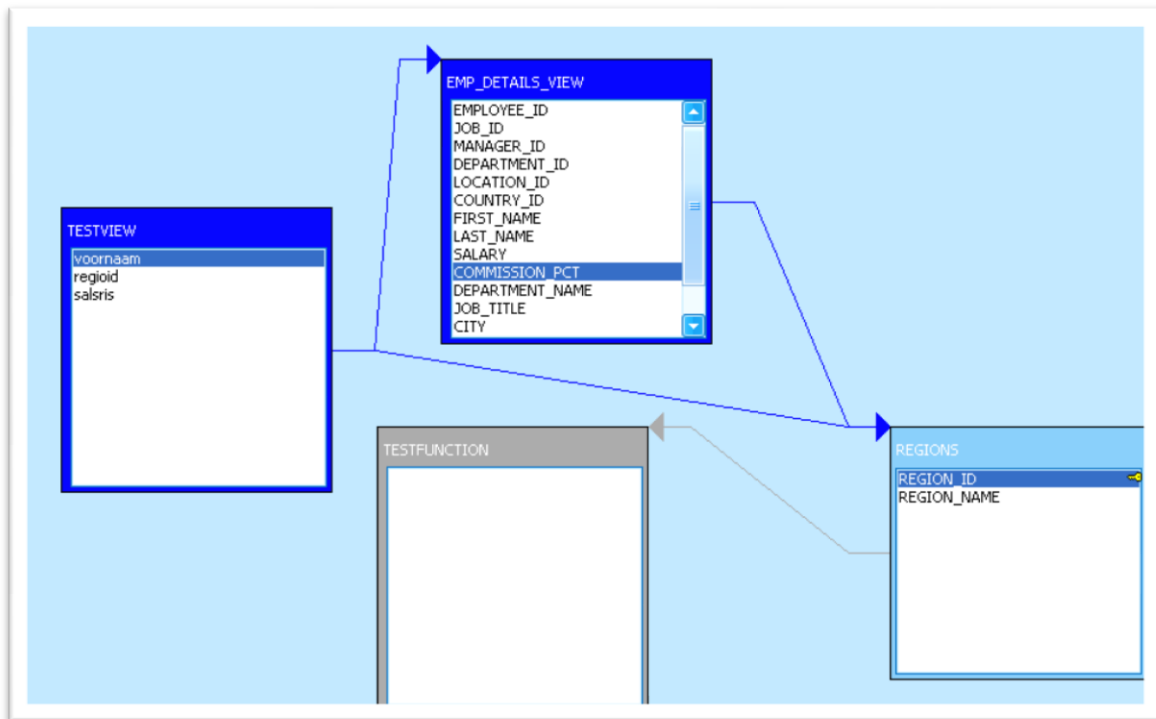 EMP_DETAILS_VIEW
EMPLOYEE_ID
JOB_ID
MANAGER_ID
DEPARTMENT_ID
LOCATION_ID
COUNTRY_ID
FIRST_NAME
LAST_NAME
SALARY
COMMISSION_PCT
DEPARTMENT_NAME
JOB_TITLE
CITY
TESTVIEW
voornaam
regioid
salsris
TESTFUNCTION
REGIONS
REGION_ID
REGION_NAME